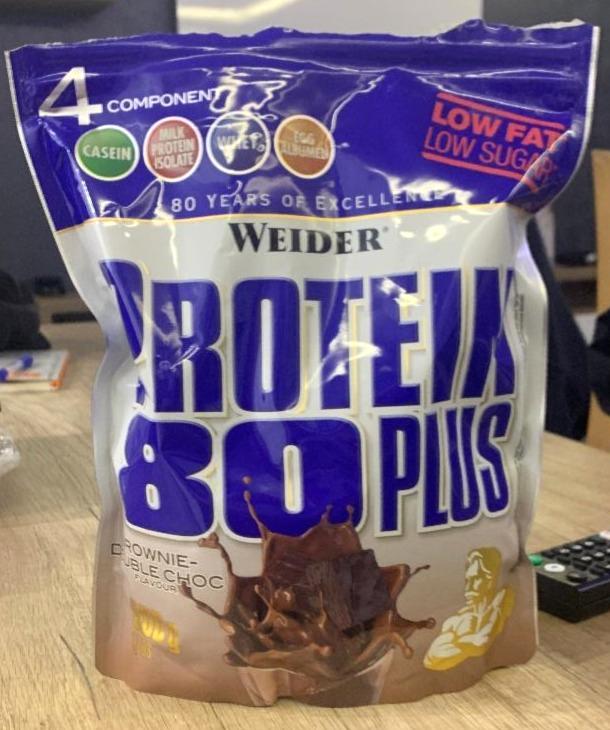 4 COMPONENT
CASEIN
MILK
PROTEIN
ISOLATE
WHEY
EGG
ALBUMEN
LOW FAT
LOW SUGAR
80 YEARS OF EXCELLENCE
WEIDER®
PROTEIN
80 PLUS
BROWNIE-
DOUBLE CHOC
FLAVOUR